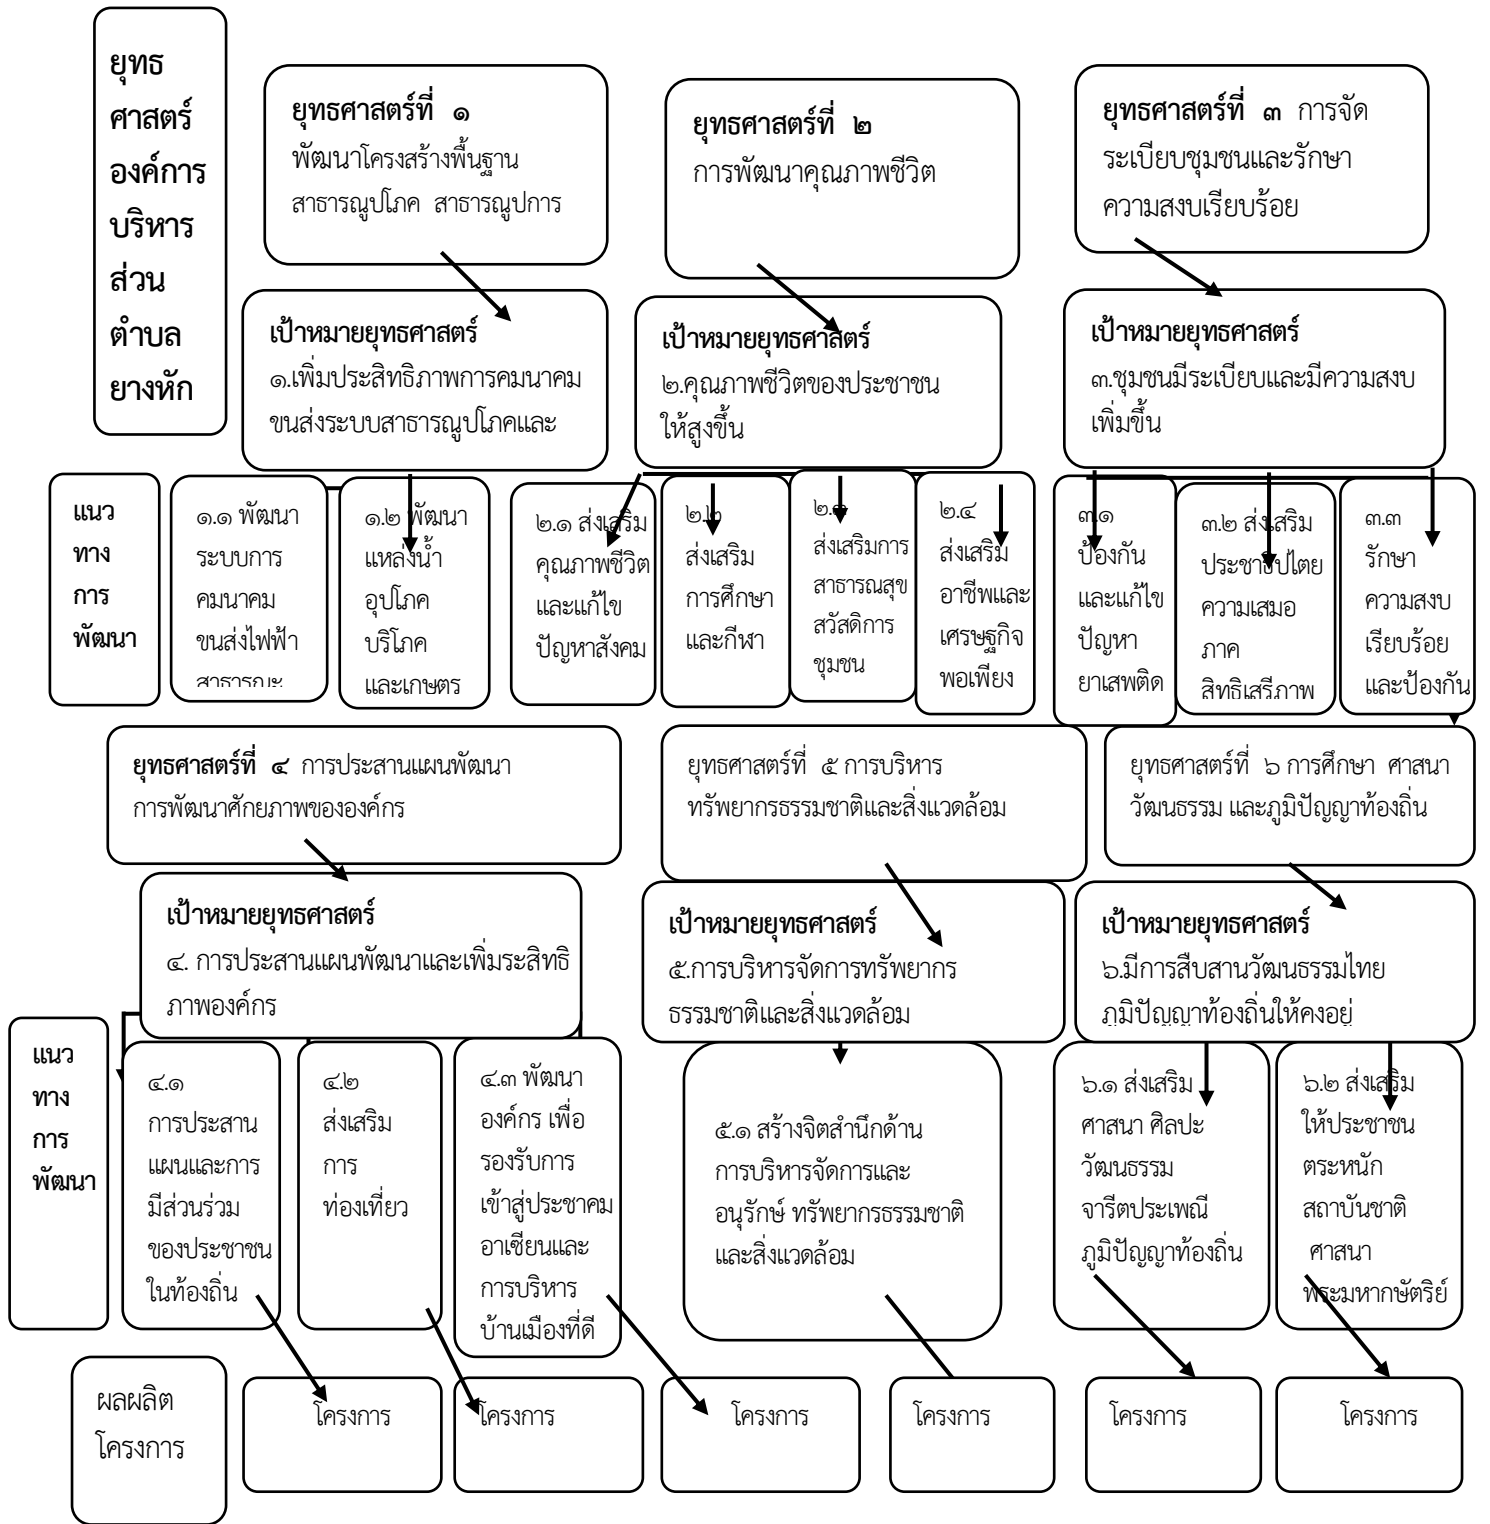 ยุทธ
ศาสตร์
องค์การ
บริหาร
ส่วน
ตำบล
ยางหัก
ยุทธศาสตร์ที่ ๑
พัฒนาโครงสร้างพื้นฐาน
สาธารณูปโภค สาธารณูปการ
ยุทธศาสตร์ที่ ๒
การพัฒนาคุณภาพชีวิต
ยุทธศาสตร์ที่ ๓ การจัด
ระเบียบชุมชนและรักษา
ความสงบเรียบร้อย
เป้าหมายยุทธศาสตร์
๑.เพิ่มประสิทธิภาพการคมนาคม
ขนส่งระบบสาธารณูปโภคและ
เป้าหมายยุทธศาสตร์
๒.คุณภาพชีวิตของประชาชน
ให้สูงขึ้น
เป้าหมายยุทธศาสตร์
๓.ชุมชนมีระเบียบและมีความสงบ
เพิ่มขึ้น
แนว
ทาง
การ
พัฒนา
๑.๑ พัฒนา
ระบบการ
คมนาคม
ขนส่งไฟฟ้า
สาธารณะ
๑.๒ พัฒนา
แหล่งน้ำ
อุปโภค
บริโภค
และเกษตร
๒.๑ ส่งเสริม
คุณภาพชีวิต
และแก้ไข
ปัญหาสังคม
๒.๒
ส่งเสริม
การศึกษา
และกีฬา
๒.๓
ส่งเสริมการ
สาธารณสุข
สวัสดิการ
ชุมชน
๒.๔
ส่งเสริม
อาชีพและ
เศรษฐกิจ
พอเพียง
๓.๑
ป้องกัน
และแก้ไข
ปัญหา
ยาเสพติด
๓.๒ ส่งเสริม
ประชาธิปไตย
ความเสมอ
ภาค
สิทธิเสรีภาพ
๓.๓
รักษา
ความสงบ
เรียบร้อย
และป้องกัน
ยุทธศาสตร์ที่ ๔ การประสานแผนพัฒนา
การพัฒนาศักยภาพขององค์กร
ยุทธศาสตร์ที่ ๕ การบริหาร
ทรัพยากรธรรมชาติและสิ่งแวดล้อม
ยุทธศาสตร์ที่ ๖ การศึกษา ศาสนา
วัฒนธรรม และภูมิปัญญาท้องถิ่น
เป้าหมายยุทธศาสตร์
๔. การประสานแผนพัฒนาและเพิ่มระสิทธิ
ภาพองค์กร
เป้าหมายยุทธศาสตร์
๕.การบริหารจัดการทรัพยากร
ธรรมชาติและสิ่งแวดล้อม
เป้าหมายยุทธศาสตร์
๖.มีการสืบสานวัฒนธรรมไทย
ภูมิปัญญาท้องถิ่นให้คงอยู่
แนว
ทาง
การ
พัฒนา
๔.๑
การประสาน
แผนและการ
มีส่วนร่วม
ของประชาชน
ในท้องถิ่น
๔.๒
ส่งเสริม
การ
ท่องเที่ยว
๔.๓ พัฒนา
องค์กร เพื่อ
รองรับการ
เข้าสู่ประชาคม
อาเซียนและ
การบริหาร
บ้านเมืองที่ดี
๕.๑ สร้างจิตสำนึกด้าน
การบริหารจัดการและ
อนุรักษ์ ทรัพยากรธรรมชาติ
และสิ่งแวดล้อม
๖.๑ ส่งเสริม
ศาสนา ศิลปะ
วัฒนธรรม
จารีตประเพณี
ภูมิปัญญาท้องถิ่น
๖.๒ ส่งเสริม
ให้ประชาชน
ตระหนัก
สถาบันชาติ
ศาสนา
พระมหากษัตริย์
ผลผลิต
โครงการ
โครงการ
โครงการ
โครงการ
โครงการ
โครงการ
โครงการ